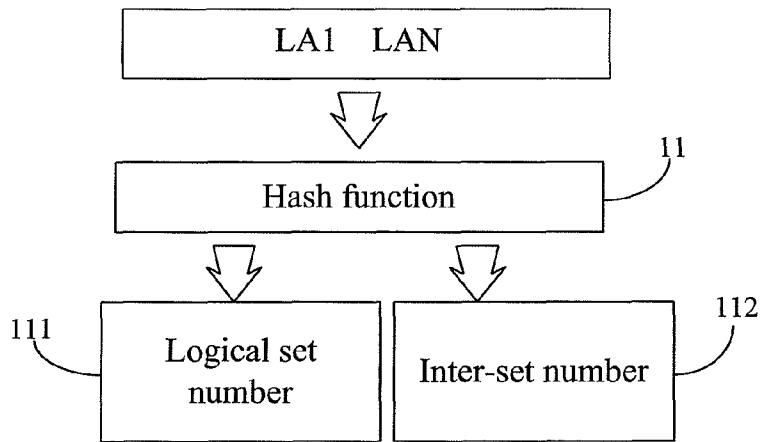 LA1 LAN
11
Hash function
111
112
Logical set
number
Inter-set number